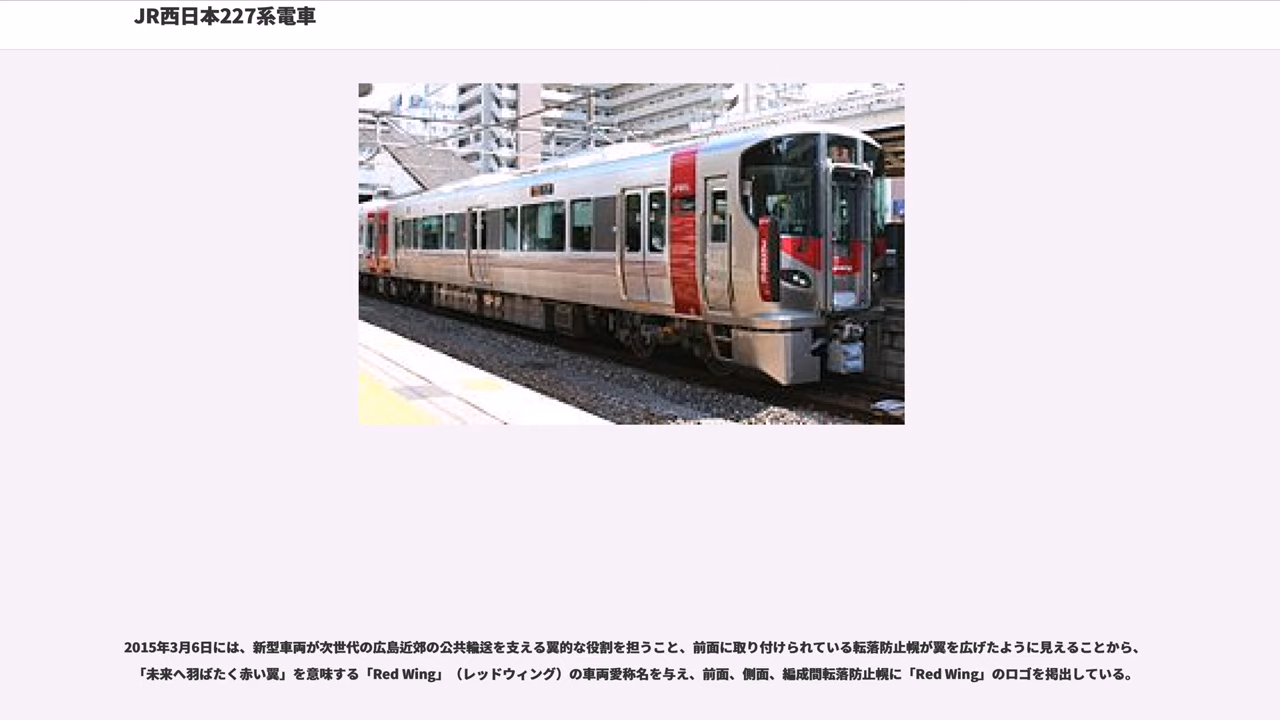 JR西日本227系電車
2015年3月6日には、新型車両が次世代の広島近郊の公共輸送を支える翼的な役割を担うこと、前面に取り付けられている転落防止幌が翼を広げたように見えることから、
「未来へ羽ばたく赤い翼」を意味する「Red Wing」（レッドウィング）の車両愛称名を与え、前面、側面、編成間転落防止幌に「Red Wing」のロゴを掲出している。